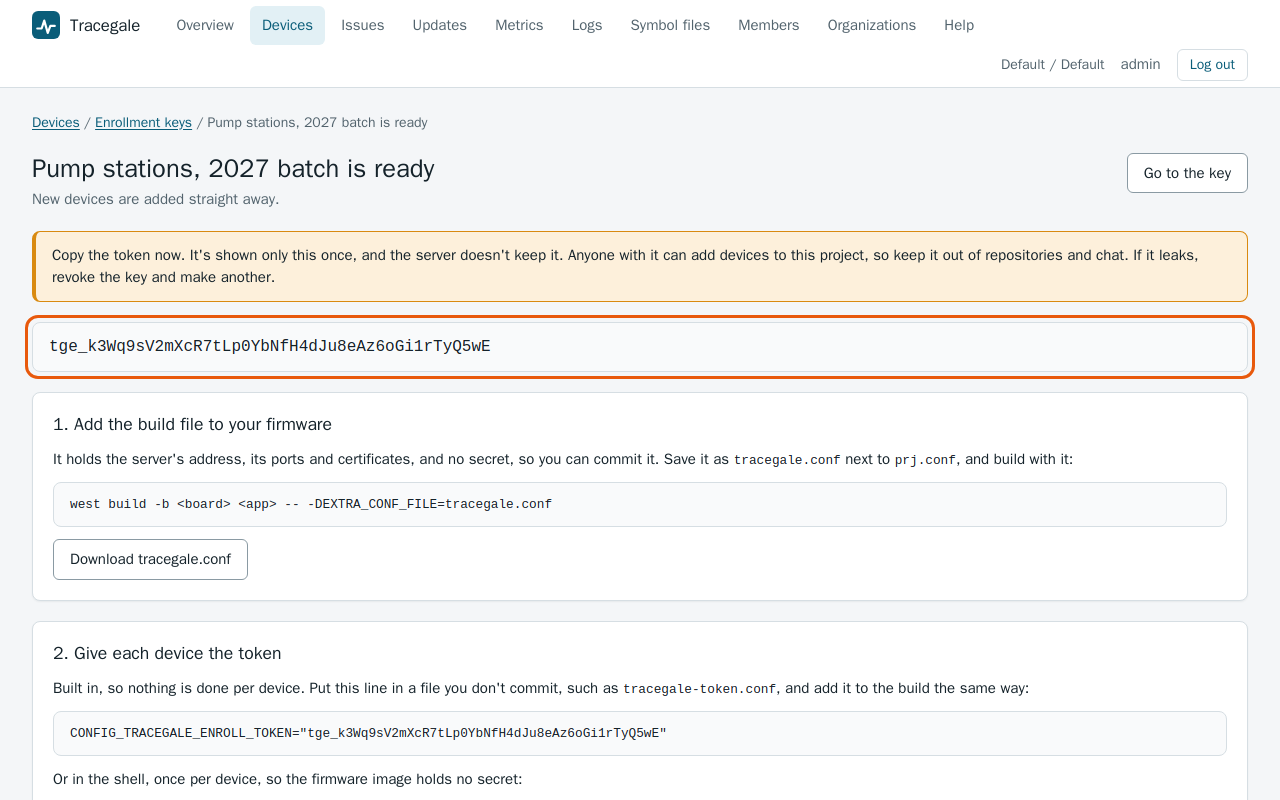 Tracegale
Overview
Devices
Issues
Updates
Metrics
Logs
Symbol files
Members
Organizations
Help
Default / Default
admin
Log out
Devices / Enrollment keys / Pump stations, 2027 batch is ready
Pump stations, 2027 batch is ready
Go to the key
New devices are added straight away.
Copy the token now. It's shown only this once, and the server doesn't keep it. Anyone with it can add devices to this project, so keep it out of repositories and chat. If it leaks,
revoke the key and make another.
tge_k3Wq9sV2mXcR7tLp0YbNfH4dJu8eAz6oGi1rTyQ5wE
1. Add the build file to your firmware
It holds the server's address, its ports and certificates, and no secret, so you can commit it. Save it as tracegale.conf next to prj.conf, and build with it:
west build -b <board> <app> -- -DEXTRA_CONF_FILE=tracegale.conf
Download tracegale.conf
2. Give each device the token
Built in, so nothing is done per device. Put this line in a file you don't commit, such as tracegale-token.conf, and add it to the build the same way:
CONFIG_TRACEGALE_ENROLL_TOKEN="tge_k3Wq9sV2mXcR7tLp0YbNfH4dJu8eAz6oGi1rTyQ5wE"
Or in the shell, once per device, so the firmware image holds no secret: